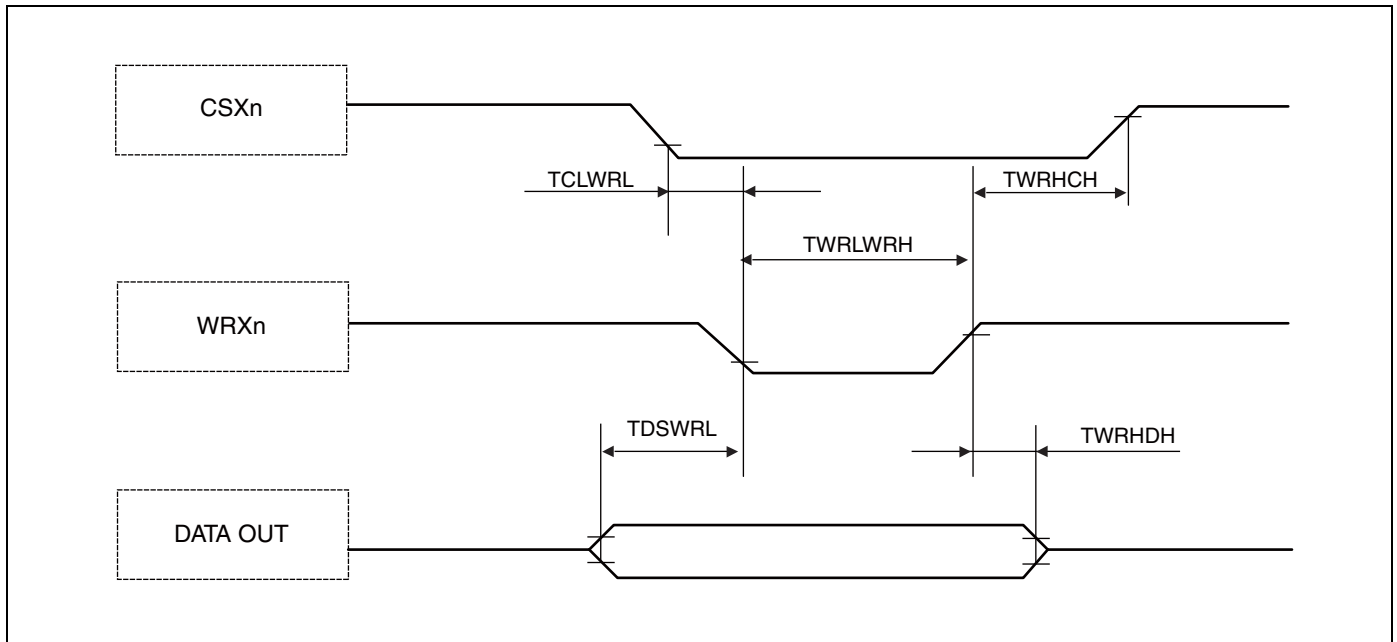 CSXn
TCLWRL
TWRHCH
TWRLWRH
WRXn
TDSWRL
TWRHDH
DATA OUT